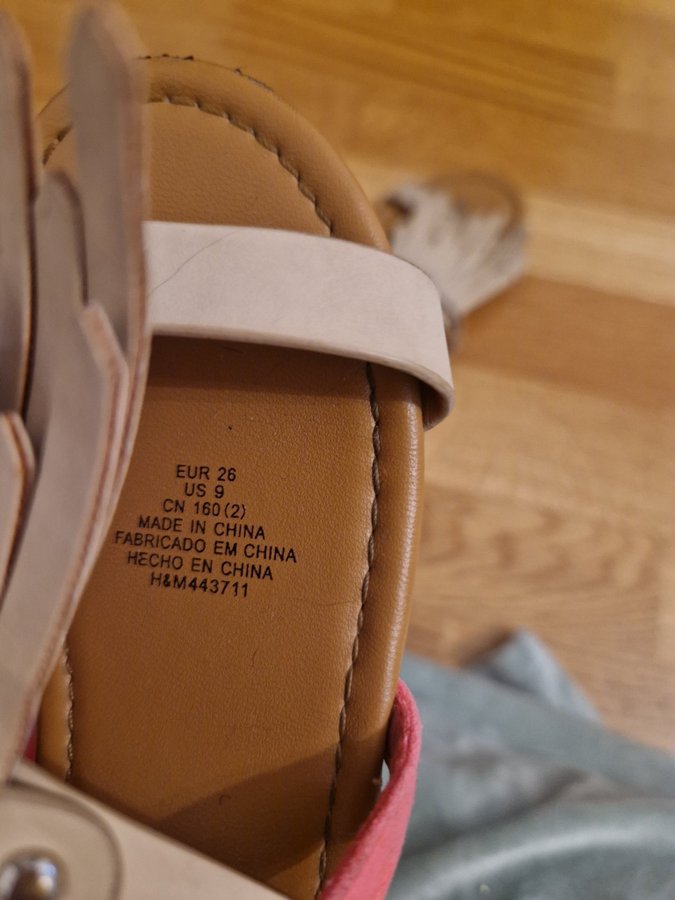 EUR 26
US 9
CN 160(2)
MADE IN CHINA
FABRICADO EM CHINA
HECHO EN CHINA
H&M443711